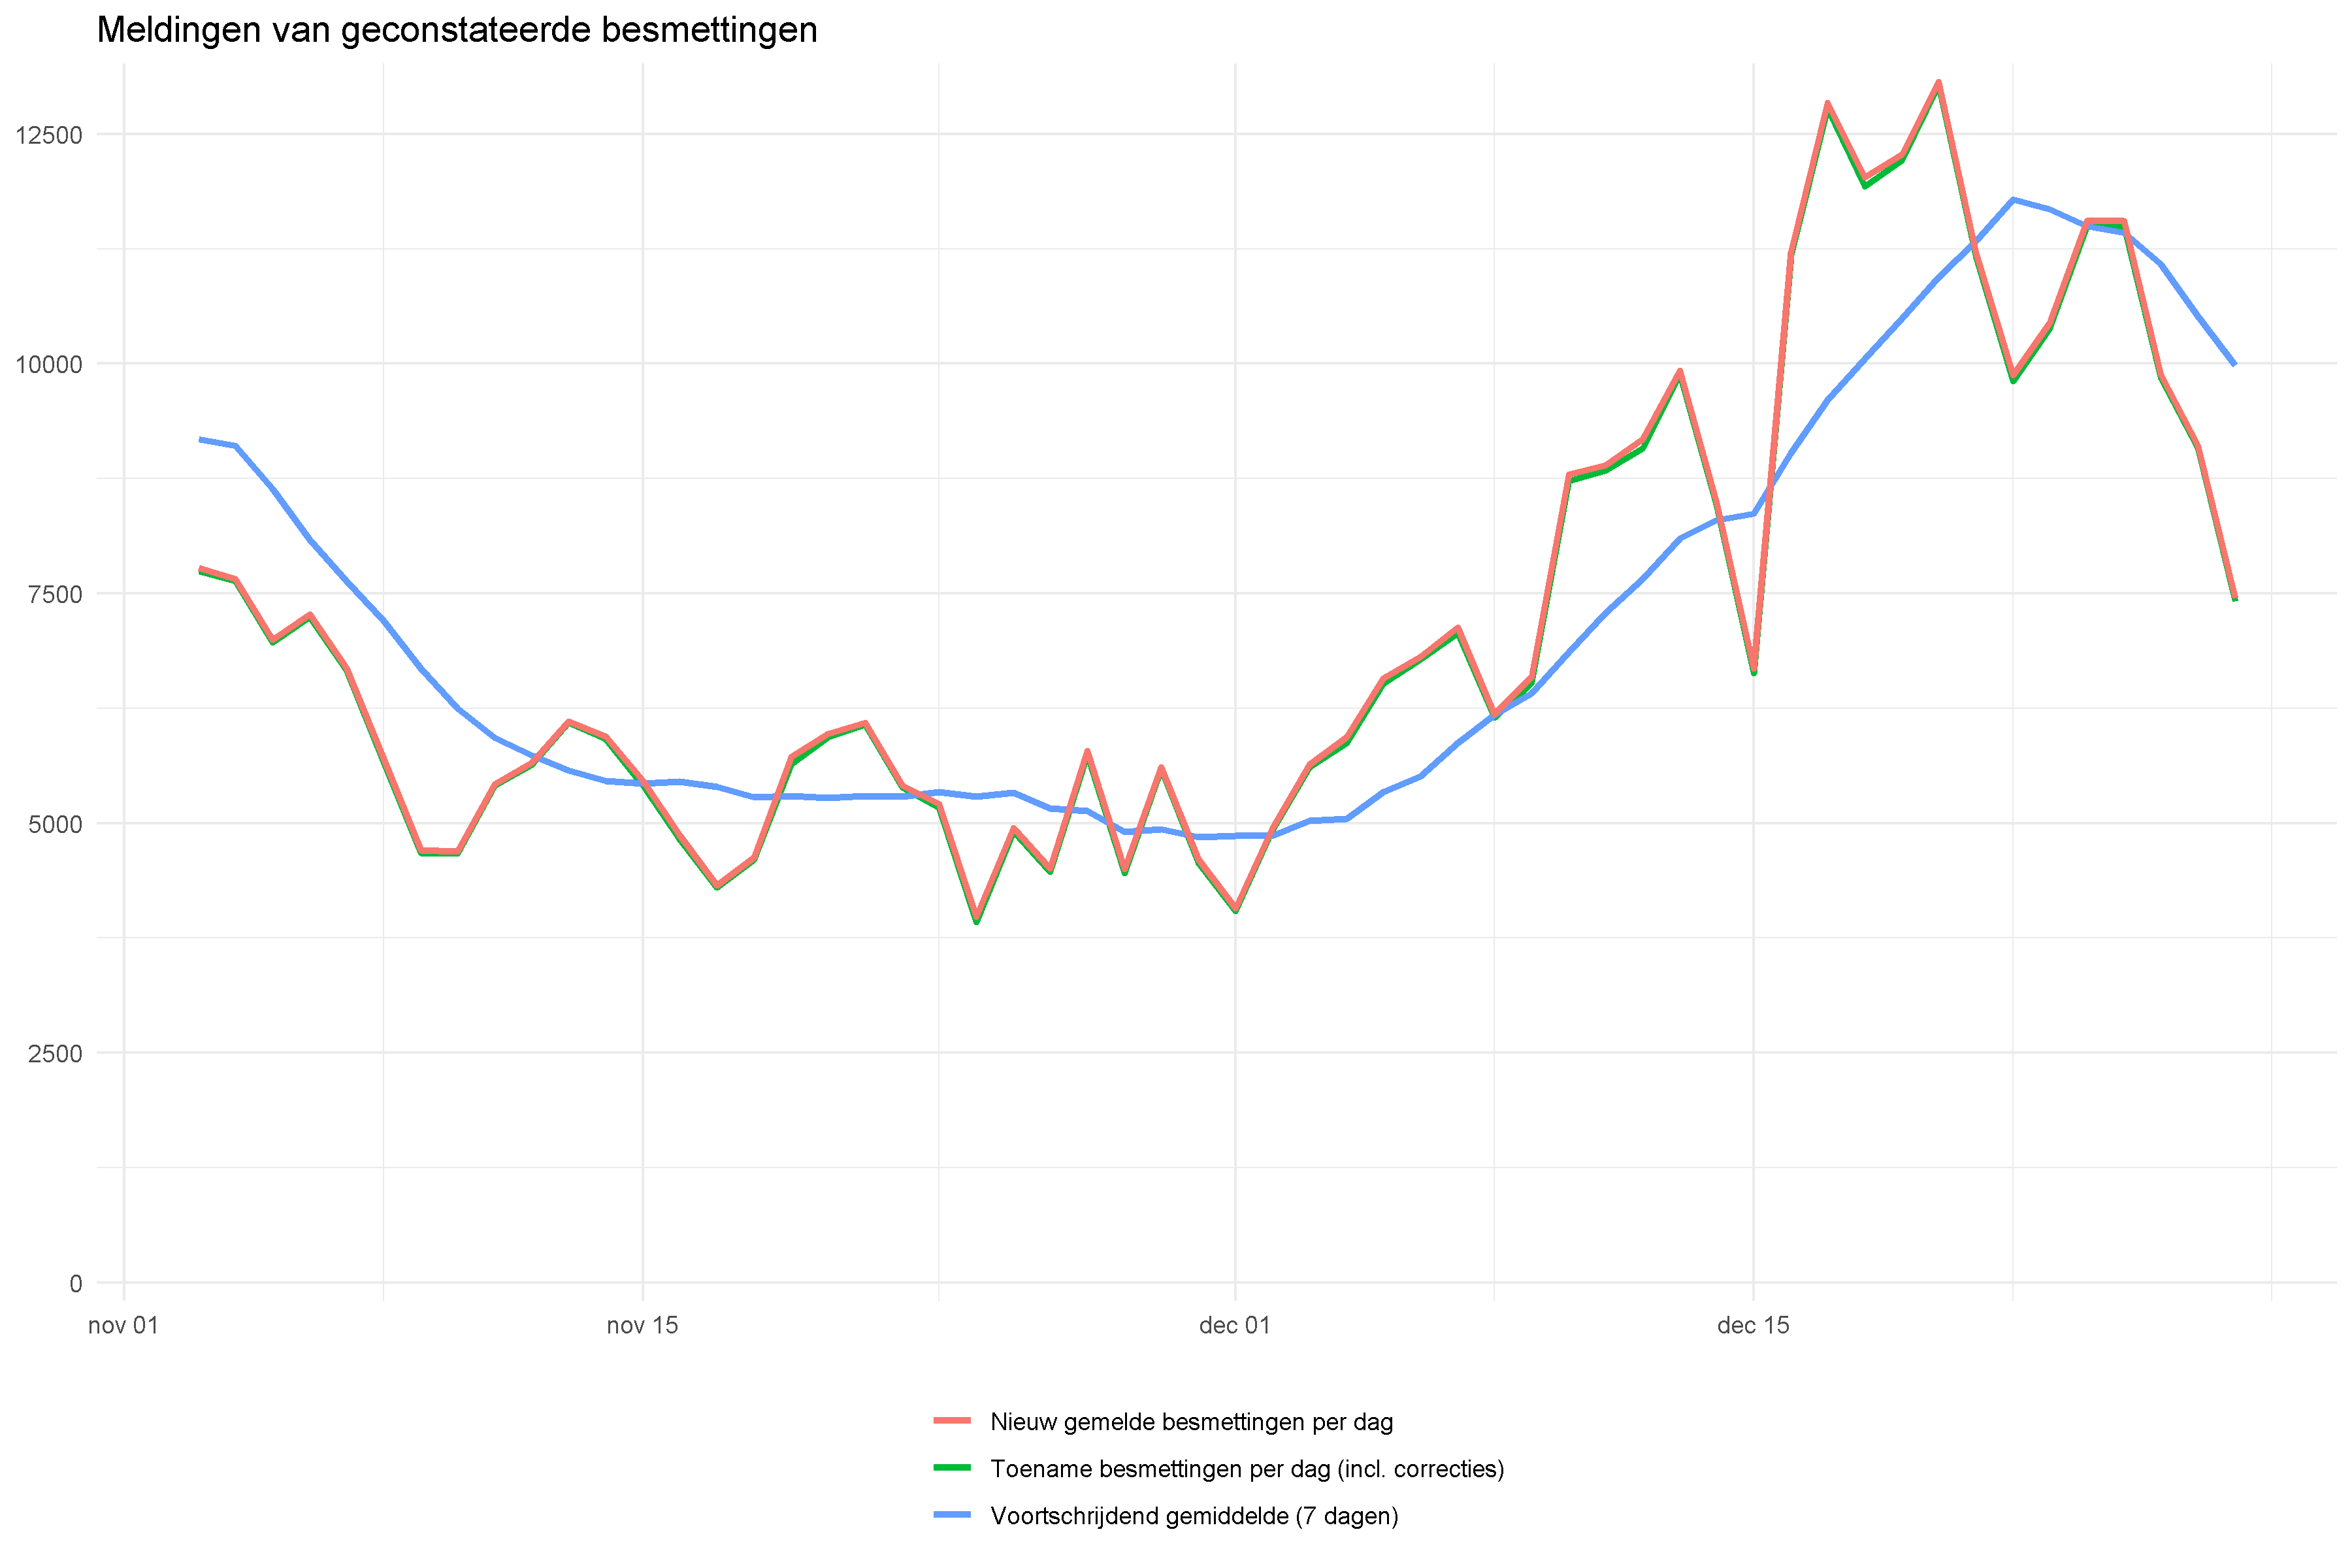 Meldingen van geconstateerde besmettingen
12500
10000
7500
5000
2500
0
nov 01
nov 15
dec 01
dec 15
Nieuw gemelde besmettingen per dag
Toename besmettingen per dag (incl. correcties)
Voortschrijdend gemiddelde (7 dagen)